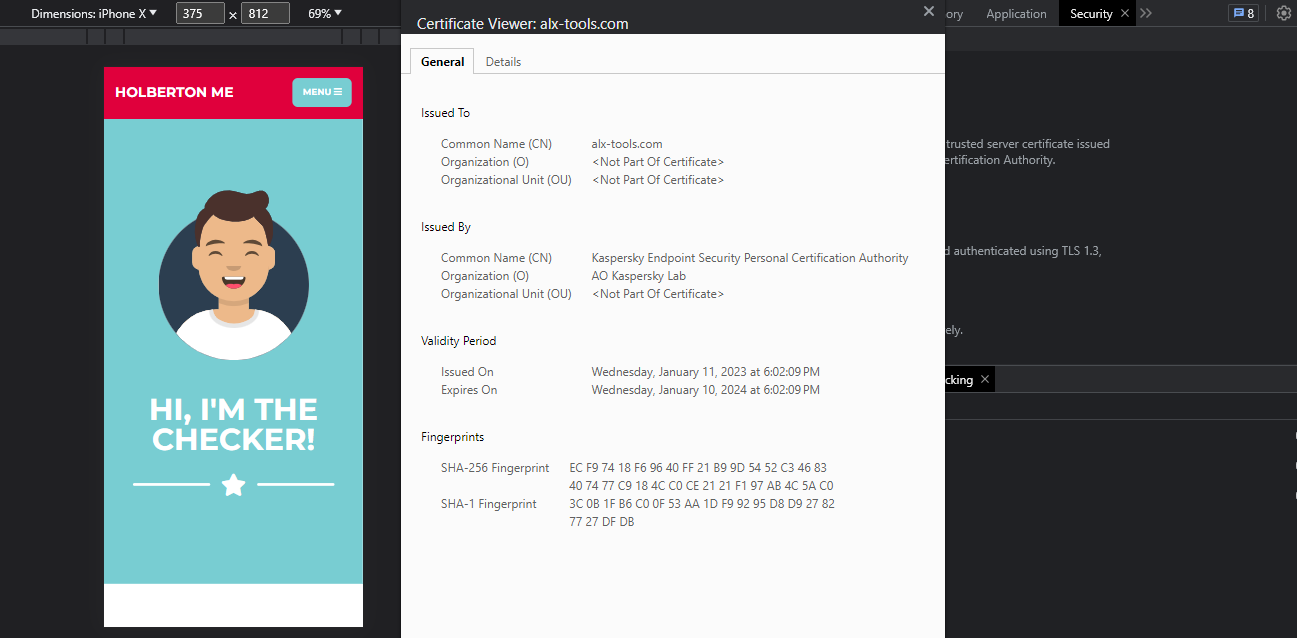 Dimensions: iPhone X 375 × 812 69%
Certificate Viewer: alx-tools.com
Application Security 8
HOLBERTON ME
MENU
HI, I'M THE
CHECKER!
General Details
Issued To
Common Name (CN) alx-tools.com
Organization (O) <Not Part Of Certificate>
Organizational Unit (OU) <Not Part Of Certificate>
Issued By
Common Name (CN) Kaspersky Endpoint Security Personal Certification Authority
Organization (O) AO Kaspersky Lab
Organizational Unit (OU) <Not Part Of Certificate>
Validity Period
Issued On Wednesday, January 11, 2023 at 6:02:09 PM
Expires On Wednesday, January 10, 2024 at 6:02:09 PM
Fingerprints
SHA-256 Fingerprint EC F9 74 18 F6 96 40 FF 21 B9 9D 54 52 C3 46 83
40 74 77 C9 18 4C C0 CE 21 21 F1 97 AB 4C 5A C0
SHA-1 Fingerprint 3C 0B 1F B6 C0 0F 53 AA 1D F9 92 95 D8 D9 27 82
77 27 DF DB
trusted server certificate issued
ertification Authority.
authenticated using TLS 1.3,
ely.
cking